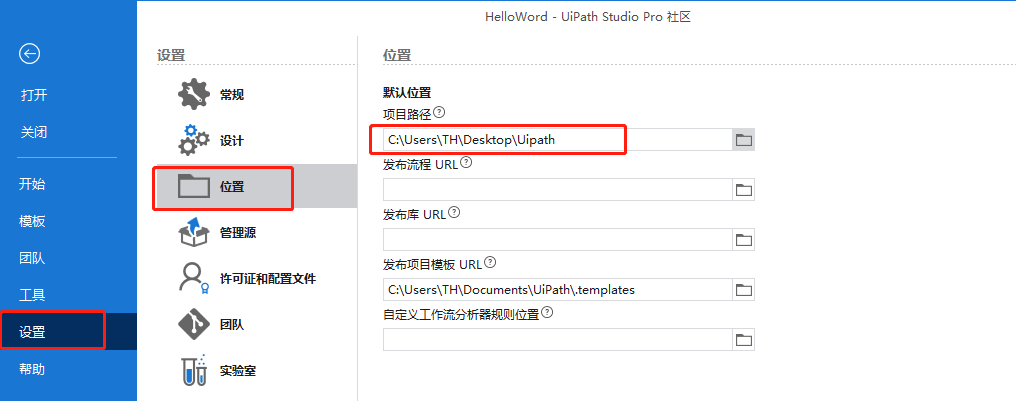 HelloWord - UiPath Studio Pro 社区
打开
关闭
开始
模板
团队
工具
设置
帮助
设置
常规
设计
位置
管理源
许可证和配置文件
团队
实验室
位置
默认位置
项目路径
C:\Users\TH\Desktop\Uipath
发布流程 URL
发布库 URL
发布项目模板 URL
C:\Users\TH\Documents\UiPath\.templates
自定义工作流分析器规则位置